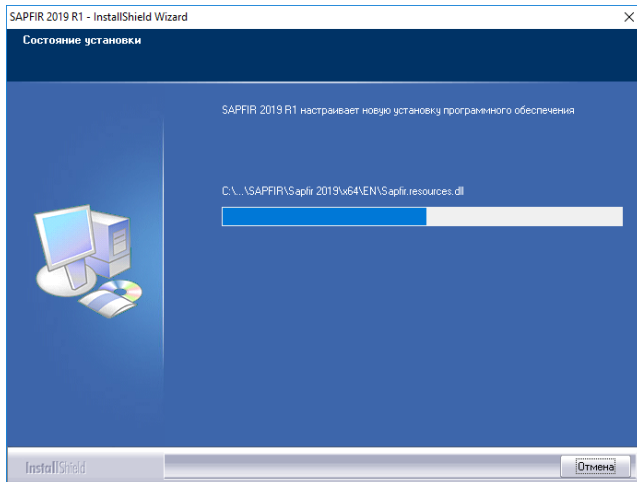 SAPFIR 2019 R1 - InstallShield Wizard
Состояние установки
SAPFIR 2019 R1 настраивает новую установку программного обеспечения
C:\...\SAPFIR\Sapfir 2019\x64\EN\Sapfir.resources.dll
InstallShield
Отмена